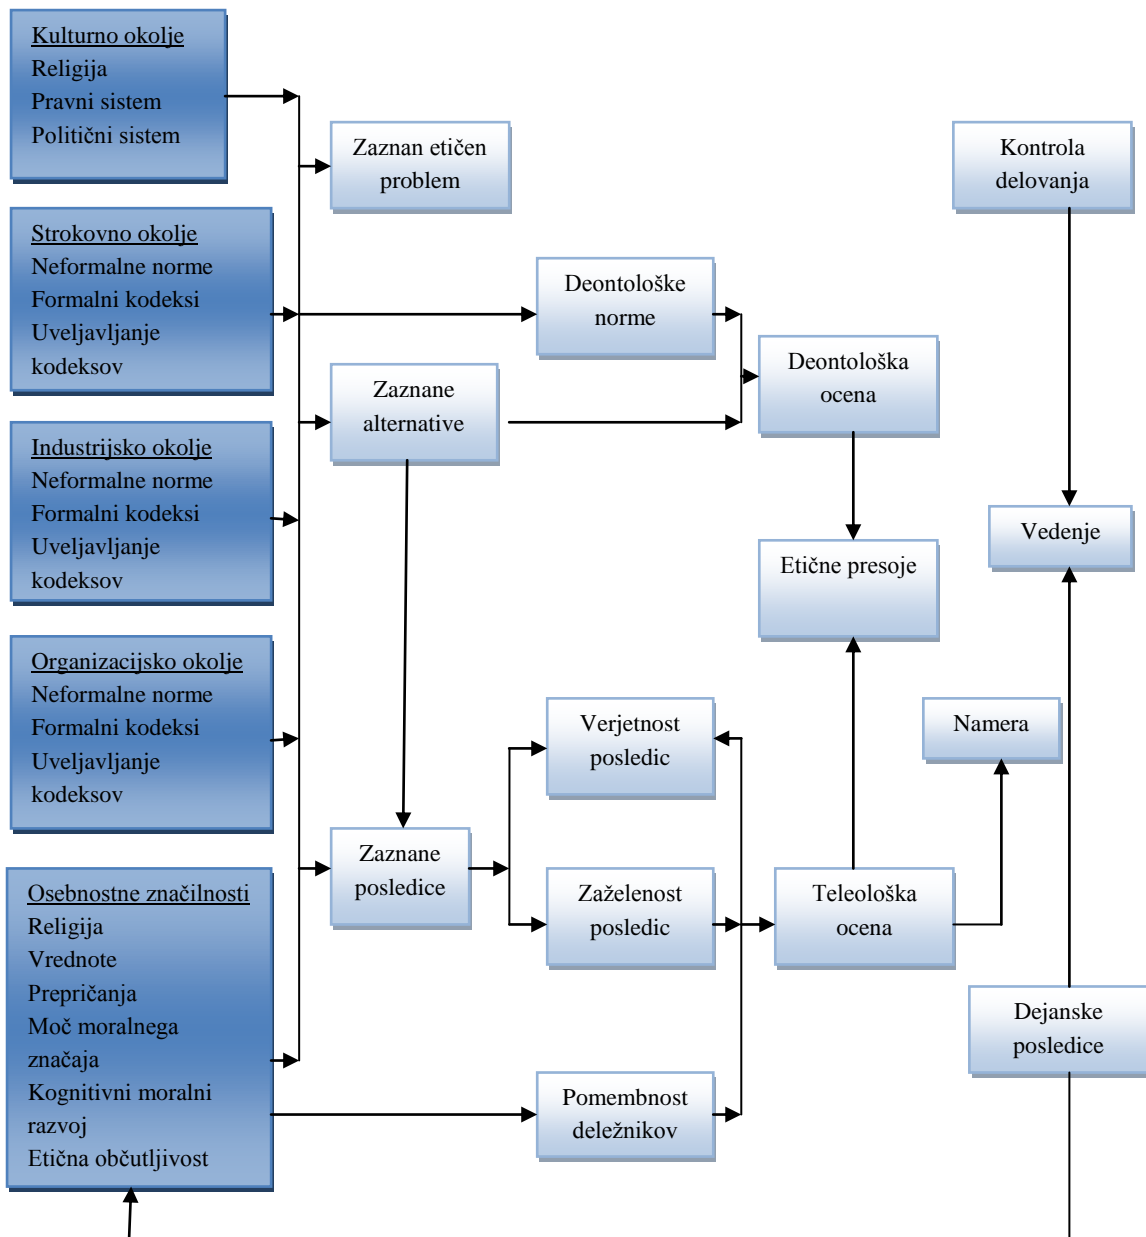 Kulturno okolje
Religija
Pravni sistem
Politični sistem
Zaznan etičen
problem
Kontrola
delovanja
Strokovno okolje
Neformalne norme
Formalni kodeksi
Uveljavljanje
kodeksov
Deontološke
norme
Zaznane
alternative
Deontološka
ocena
Industrijsko okolje
Neformalne norme
Formalni kodeksi
Uveljavljanje
kodeksov
Etične presoje
Vedenje
Organizacijsko okolje
Neformalne norme
Formalni kodeksi
Uveljavljanje
kodeksov
Verjetnost
posledic
Namera
Zaznane
posledice
Zaželenost
posledic
Teleološka
ocena
Osebnostne značilnosti
Religija
Vrednote
Prepričanja
Moč moralnega
značaja
Kognitivni moralni
razvoj
Etična občutljivost
Dejanske
posledice
Pomembnost
deležnikov